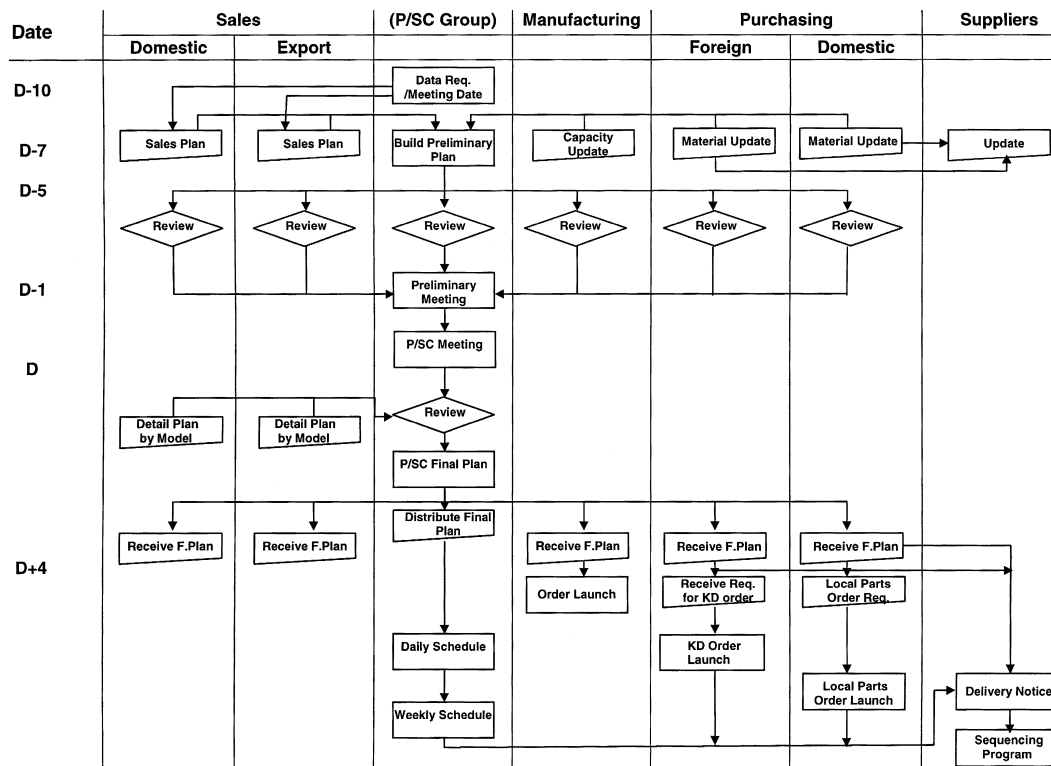 Date
Sales
(P/SC Group)
Manufacturing
Purchasing
Suppliers
Domestic
Export
Foreign
Domestic
D-10
Data Req.
/Meeting Date
D-7
Sales Plan
Sales Plan
Build Preliminary
Plan
Capacity
Update
Material Update
Material Update
Update
D-5
Review
Review
Review
Review
Review
Review
D-1
Preliminary
Meeting
P/SC Meeting
D
Detail Plan
by Model
Detail Plan
by Model
Review
P/SC Final Plan
Distribute Final
Plan
D+4
Receive F.Plan
Receive F.Plan
Receive F.Plan
Receive F.Plan
Receive F.Plan
Order Launch
Receive Req.
for KD order
Local Parts
Order Req.
Daily Schedule
KD Order
Launch
Weekly Schedule
Local Parts
Order Launch
Delivery Notice
Sequencing
Program